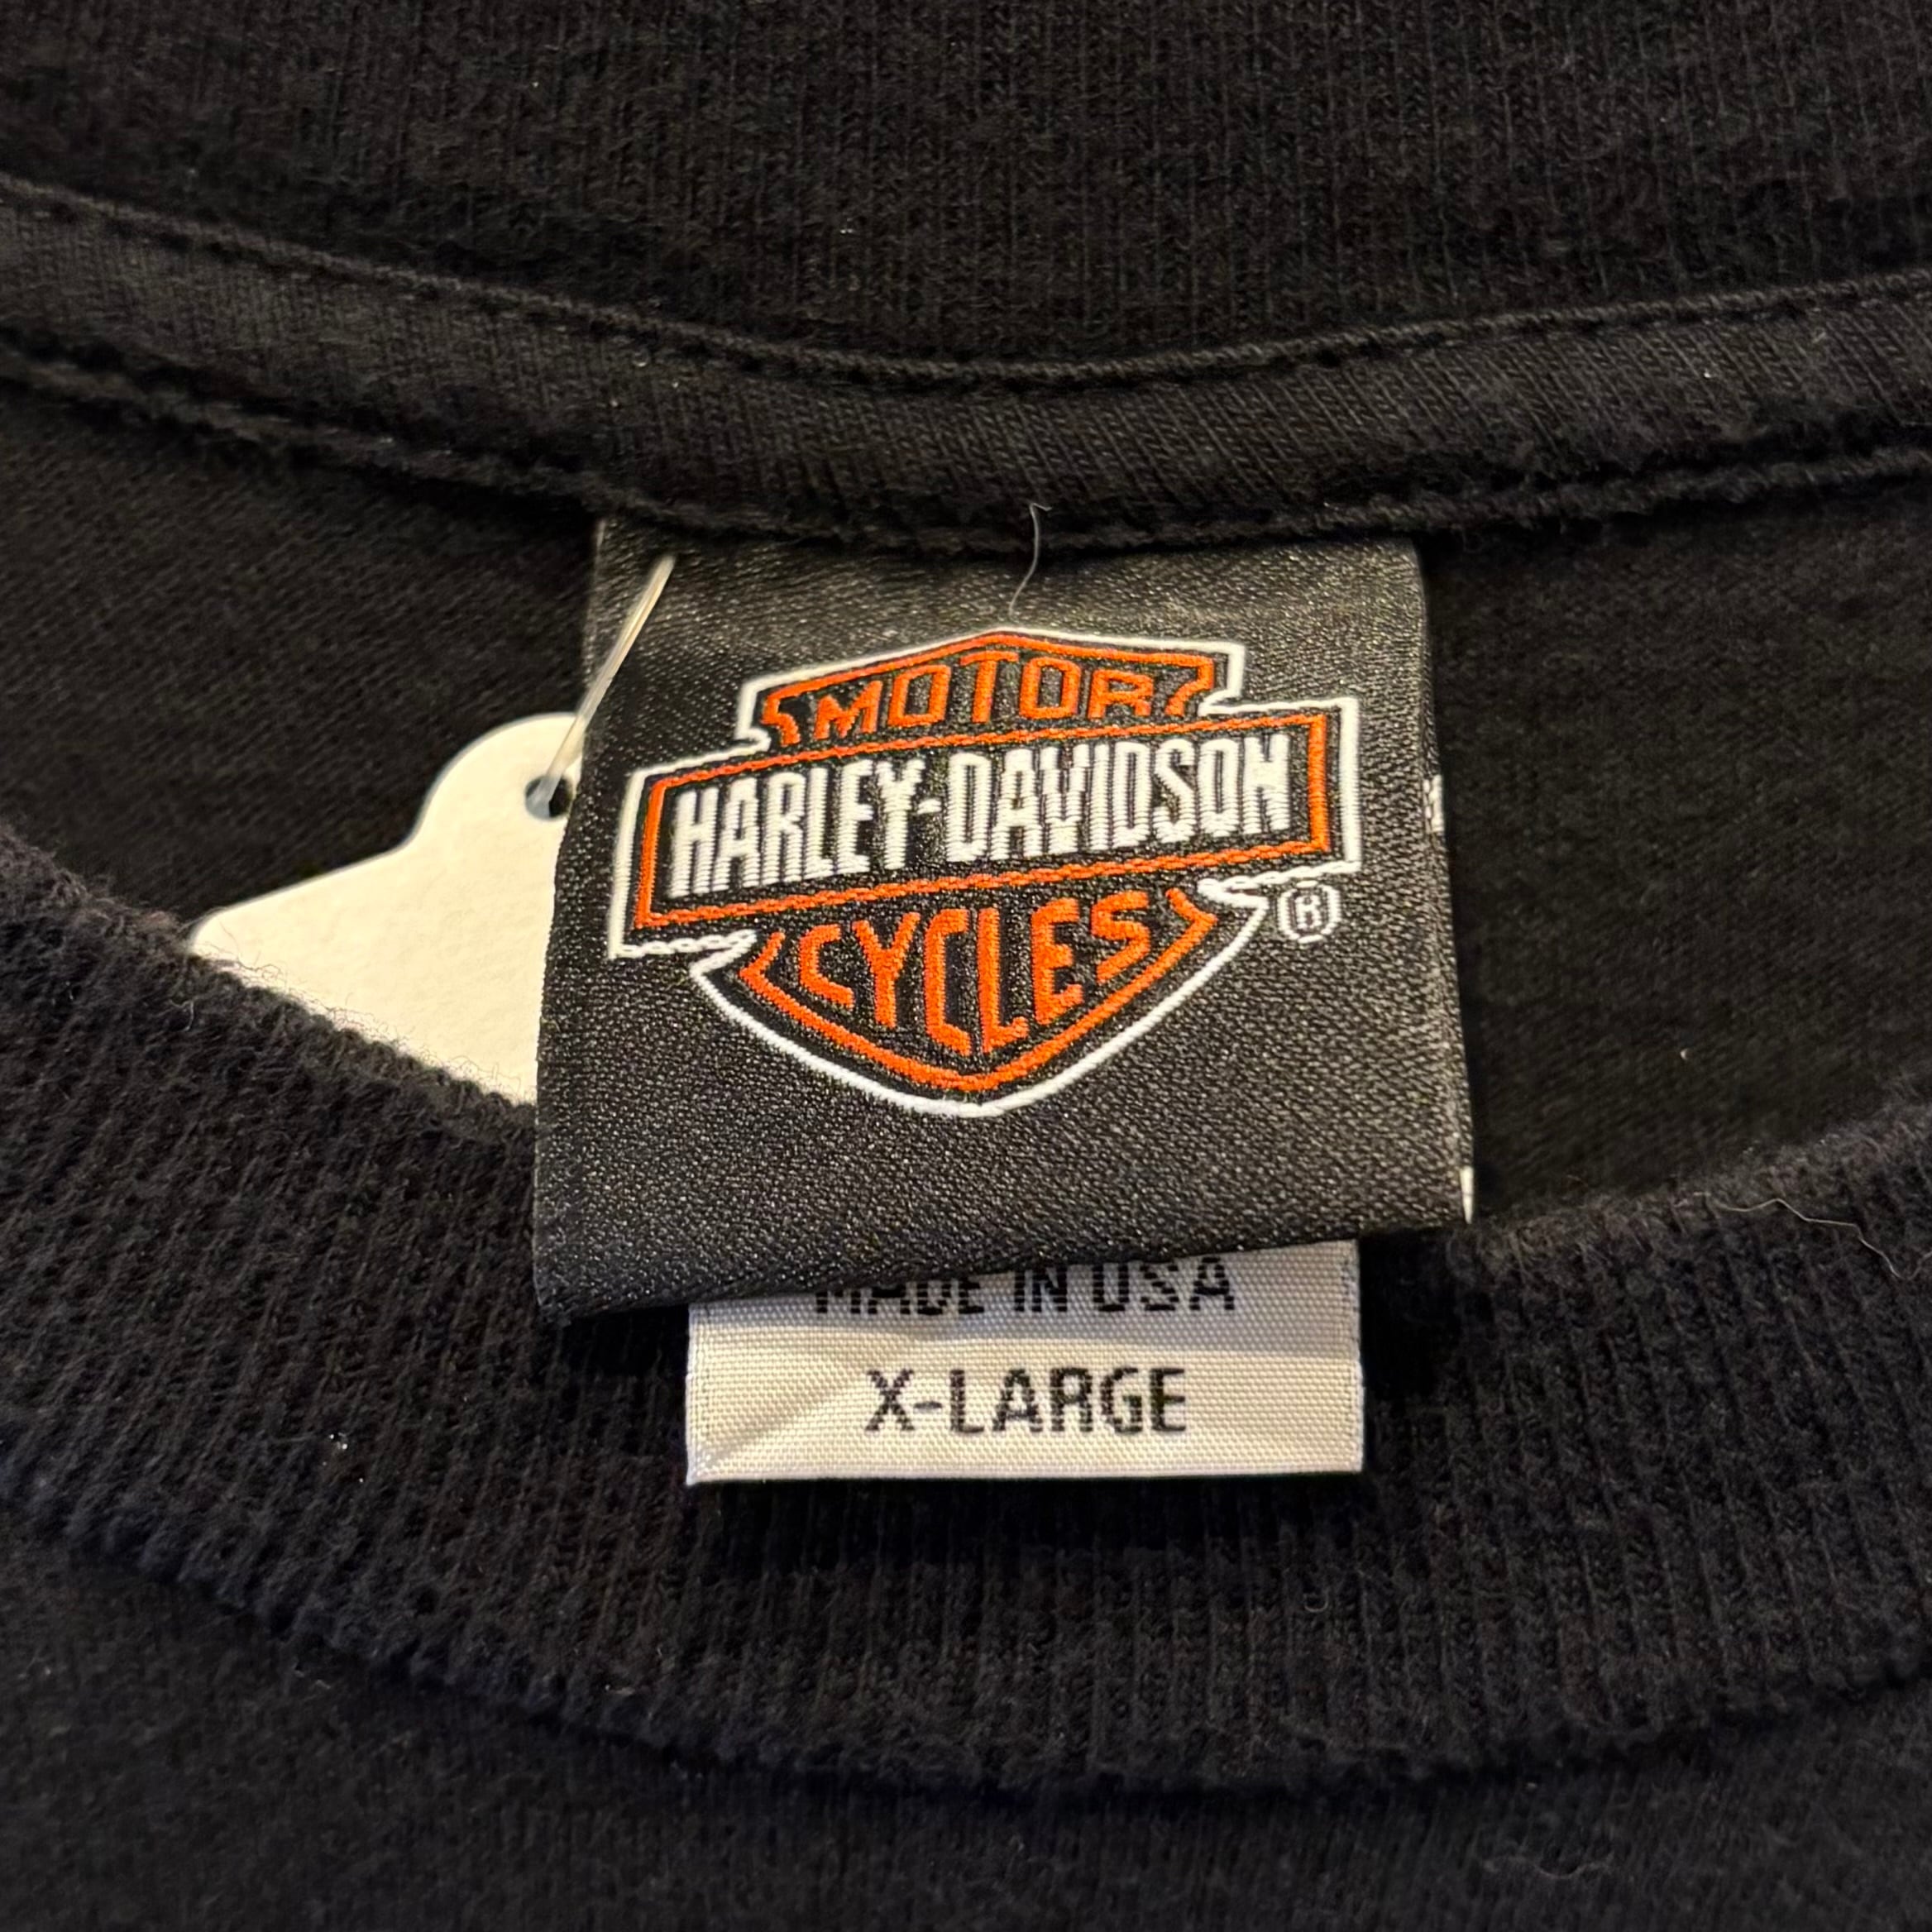 MOTOR
HARLEY-DAVIDSON
CYCLES
®
MADE IN USA
X-LARGE